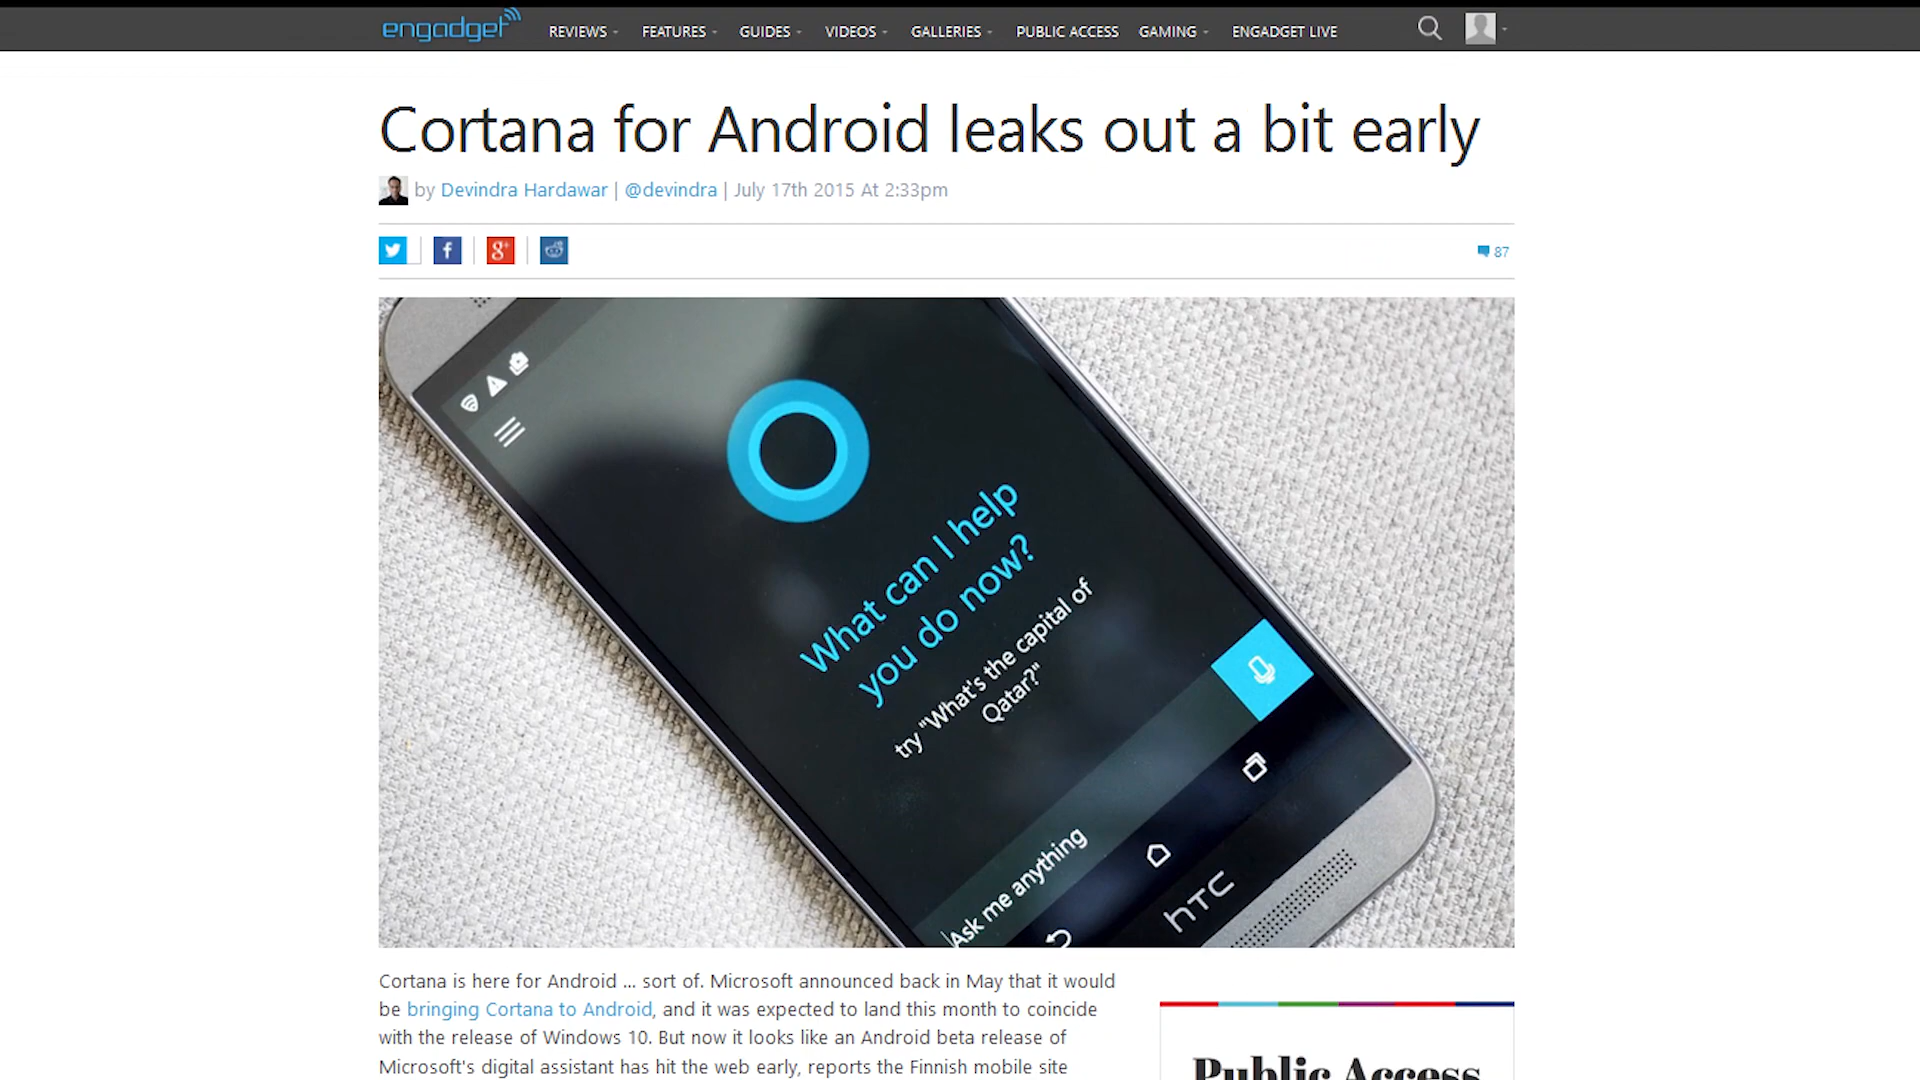 engadget REVIEWS FEATURES GUIDES VIDEOS GALLERIES PUBLIC ACCESS GAMING ENGADGET LIVE
Cortana for Android leaks out a bit early
by Devindra Hardawar | @devindra | July 17th 2015 At 2:33pm
87
What can I help
you do now?
try "What's the capital of
Qatar?"
Ask me anything
hTC
Cortana is here for Android ... sort of. Microsoft announced back in May that it would
be bringing Cortana to Android, and it was expected to land this month to coincide
with the release of Windows 10. But now it looks like an Android beta release of
Microsoft's digital assistant has hit the web early, reports the Finnish mobile site
Public Access